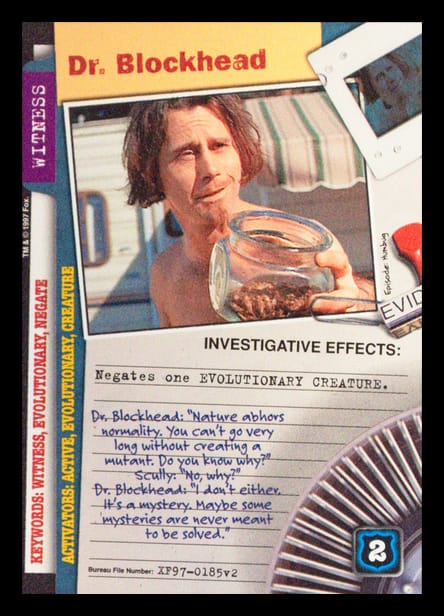 Dr. Blockhead
WITNESS
TM & © 1997 Fox.
KEYWORDS: WITNESS, EVOLUTIONARY, NEGATE
ACTIVATORS: ACTIVE, EVOLUTIONARY, CREATURE
Episode: Humbug
EVID
INVESTIGATIVE EFFECTS:
Negates one EVOLUTIONARY CREATURE.
Dr. Blockhead: "Nature abhors
normality. You can't go very
long without creating a
mutant. Do you know why?"
Scully: "No, why?"
Dr. Blockhead: "I don't either.
It's a mystery. Maybe some
mysteries are never meant
to be solved."
2
Bureau File Number: XF97-0185v2